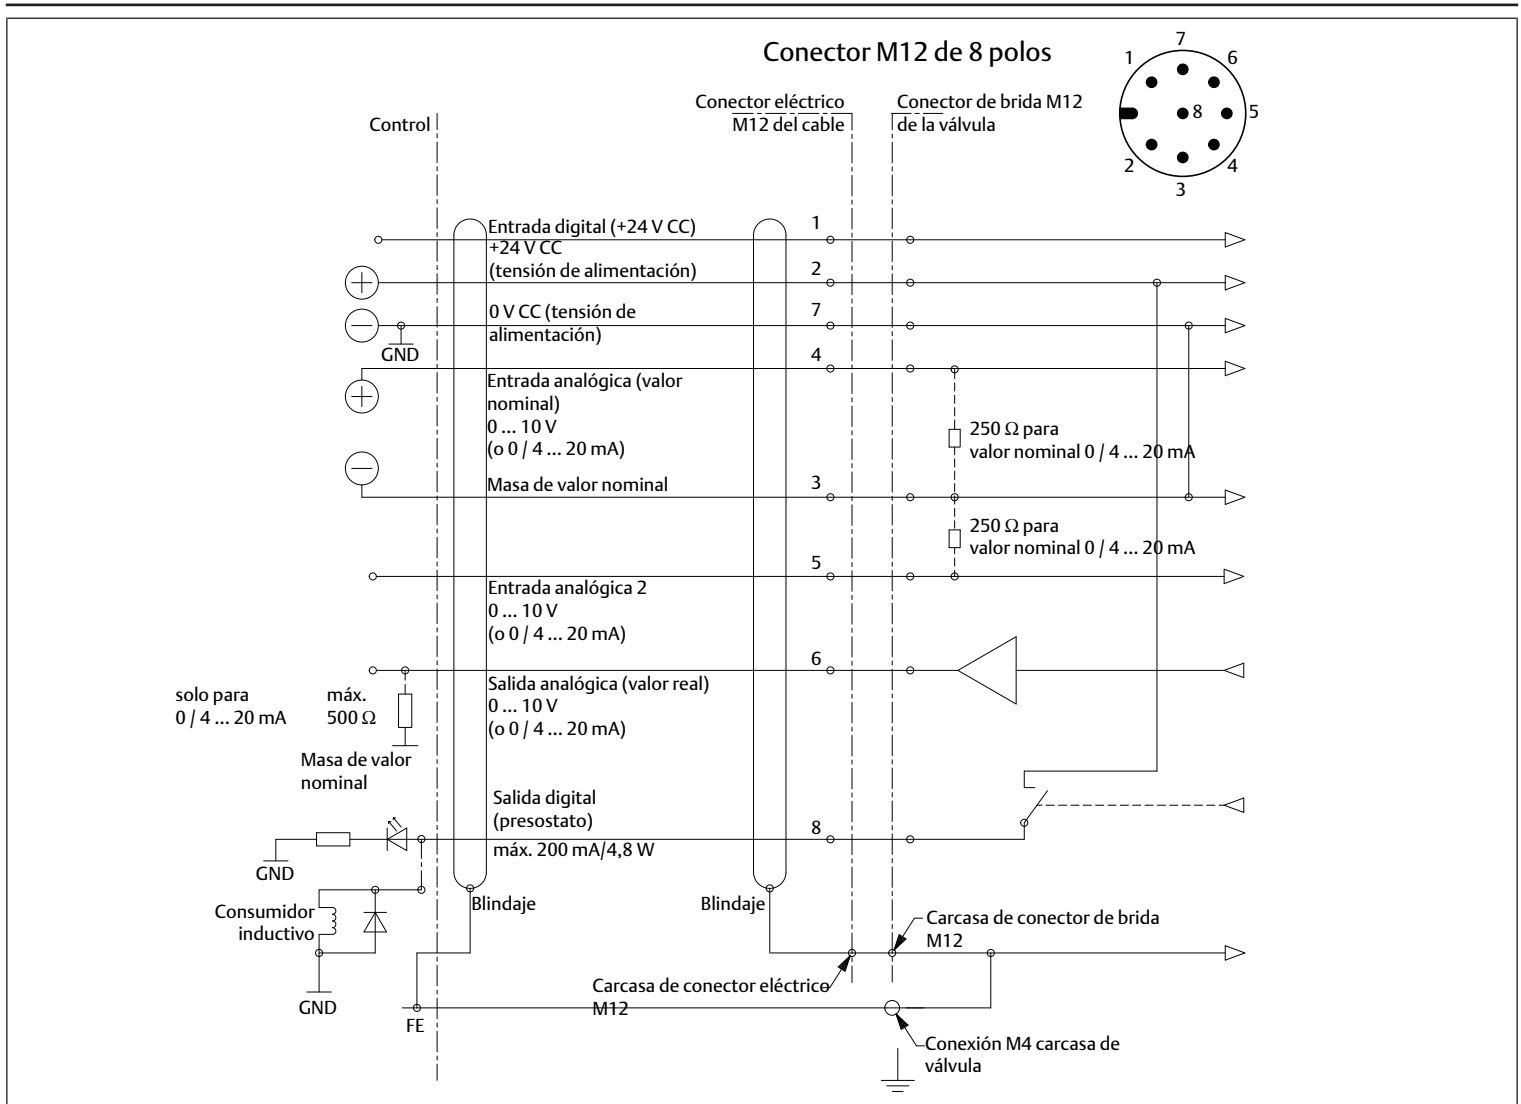 Conector M12 de 8 polos
7
1
6
8
5
2
4
3
Control
Conector eléctrico
M12 del cable
Conector de brida M12
de la válvula
Entrada digital (+24 V CC)
1
+24 V CC
(tensión de alimentación)
2
0 V CC (tensión de
alimentación)
7
GND
4
Entrada analógica (valor
nominal)
0 ... 10 V
(o 0 / 4 ... 20 mA)
250 Ω para
valor nominal 0 / 4 ... 20 mA
Masa de valor nominal
3
250 Ω para
valor nominal 0 / 4 ... 20 mA
5
Entrada analógica 2
0 ... 10 V
(o 0 / 4 ... 20 mA)
6
Salida analógica (valor real)
0 ... 10 V
(o 0 / 4 ... 20 mA)
solo para
0 / 4 ... 20 mA
máx.
500 Ω
Masa de valor
nominal
Salida digital
(presostato)
8
máx. 200 mA/4,8 W
GND
Consumidor
inductivo
GND
Blindaje
Blindaje
Carcasa de conector de brida
M12
Carcasa de conector eléctrico
M12
FE
Conexión M4 carcasa de
válvula